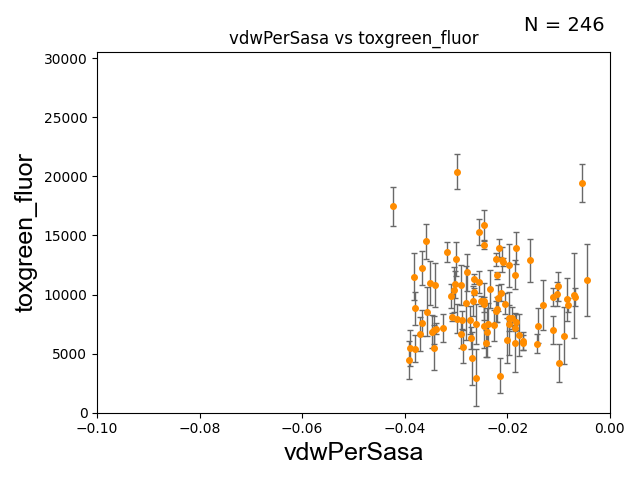 N = 246
vdwPerSasa vs toxgreen_fluor
30000
25000
20000
15000
10000
5000
0
toxgreen_fluor
−0.10 −0.08 −0.06 −0.04 −0.02 0.00
vdwPerSasa